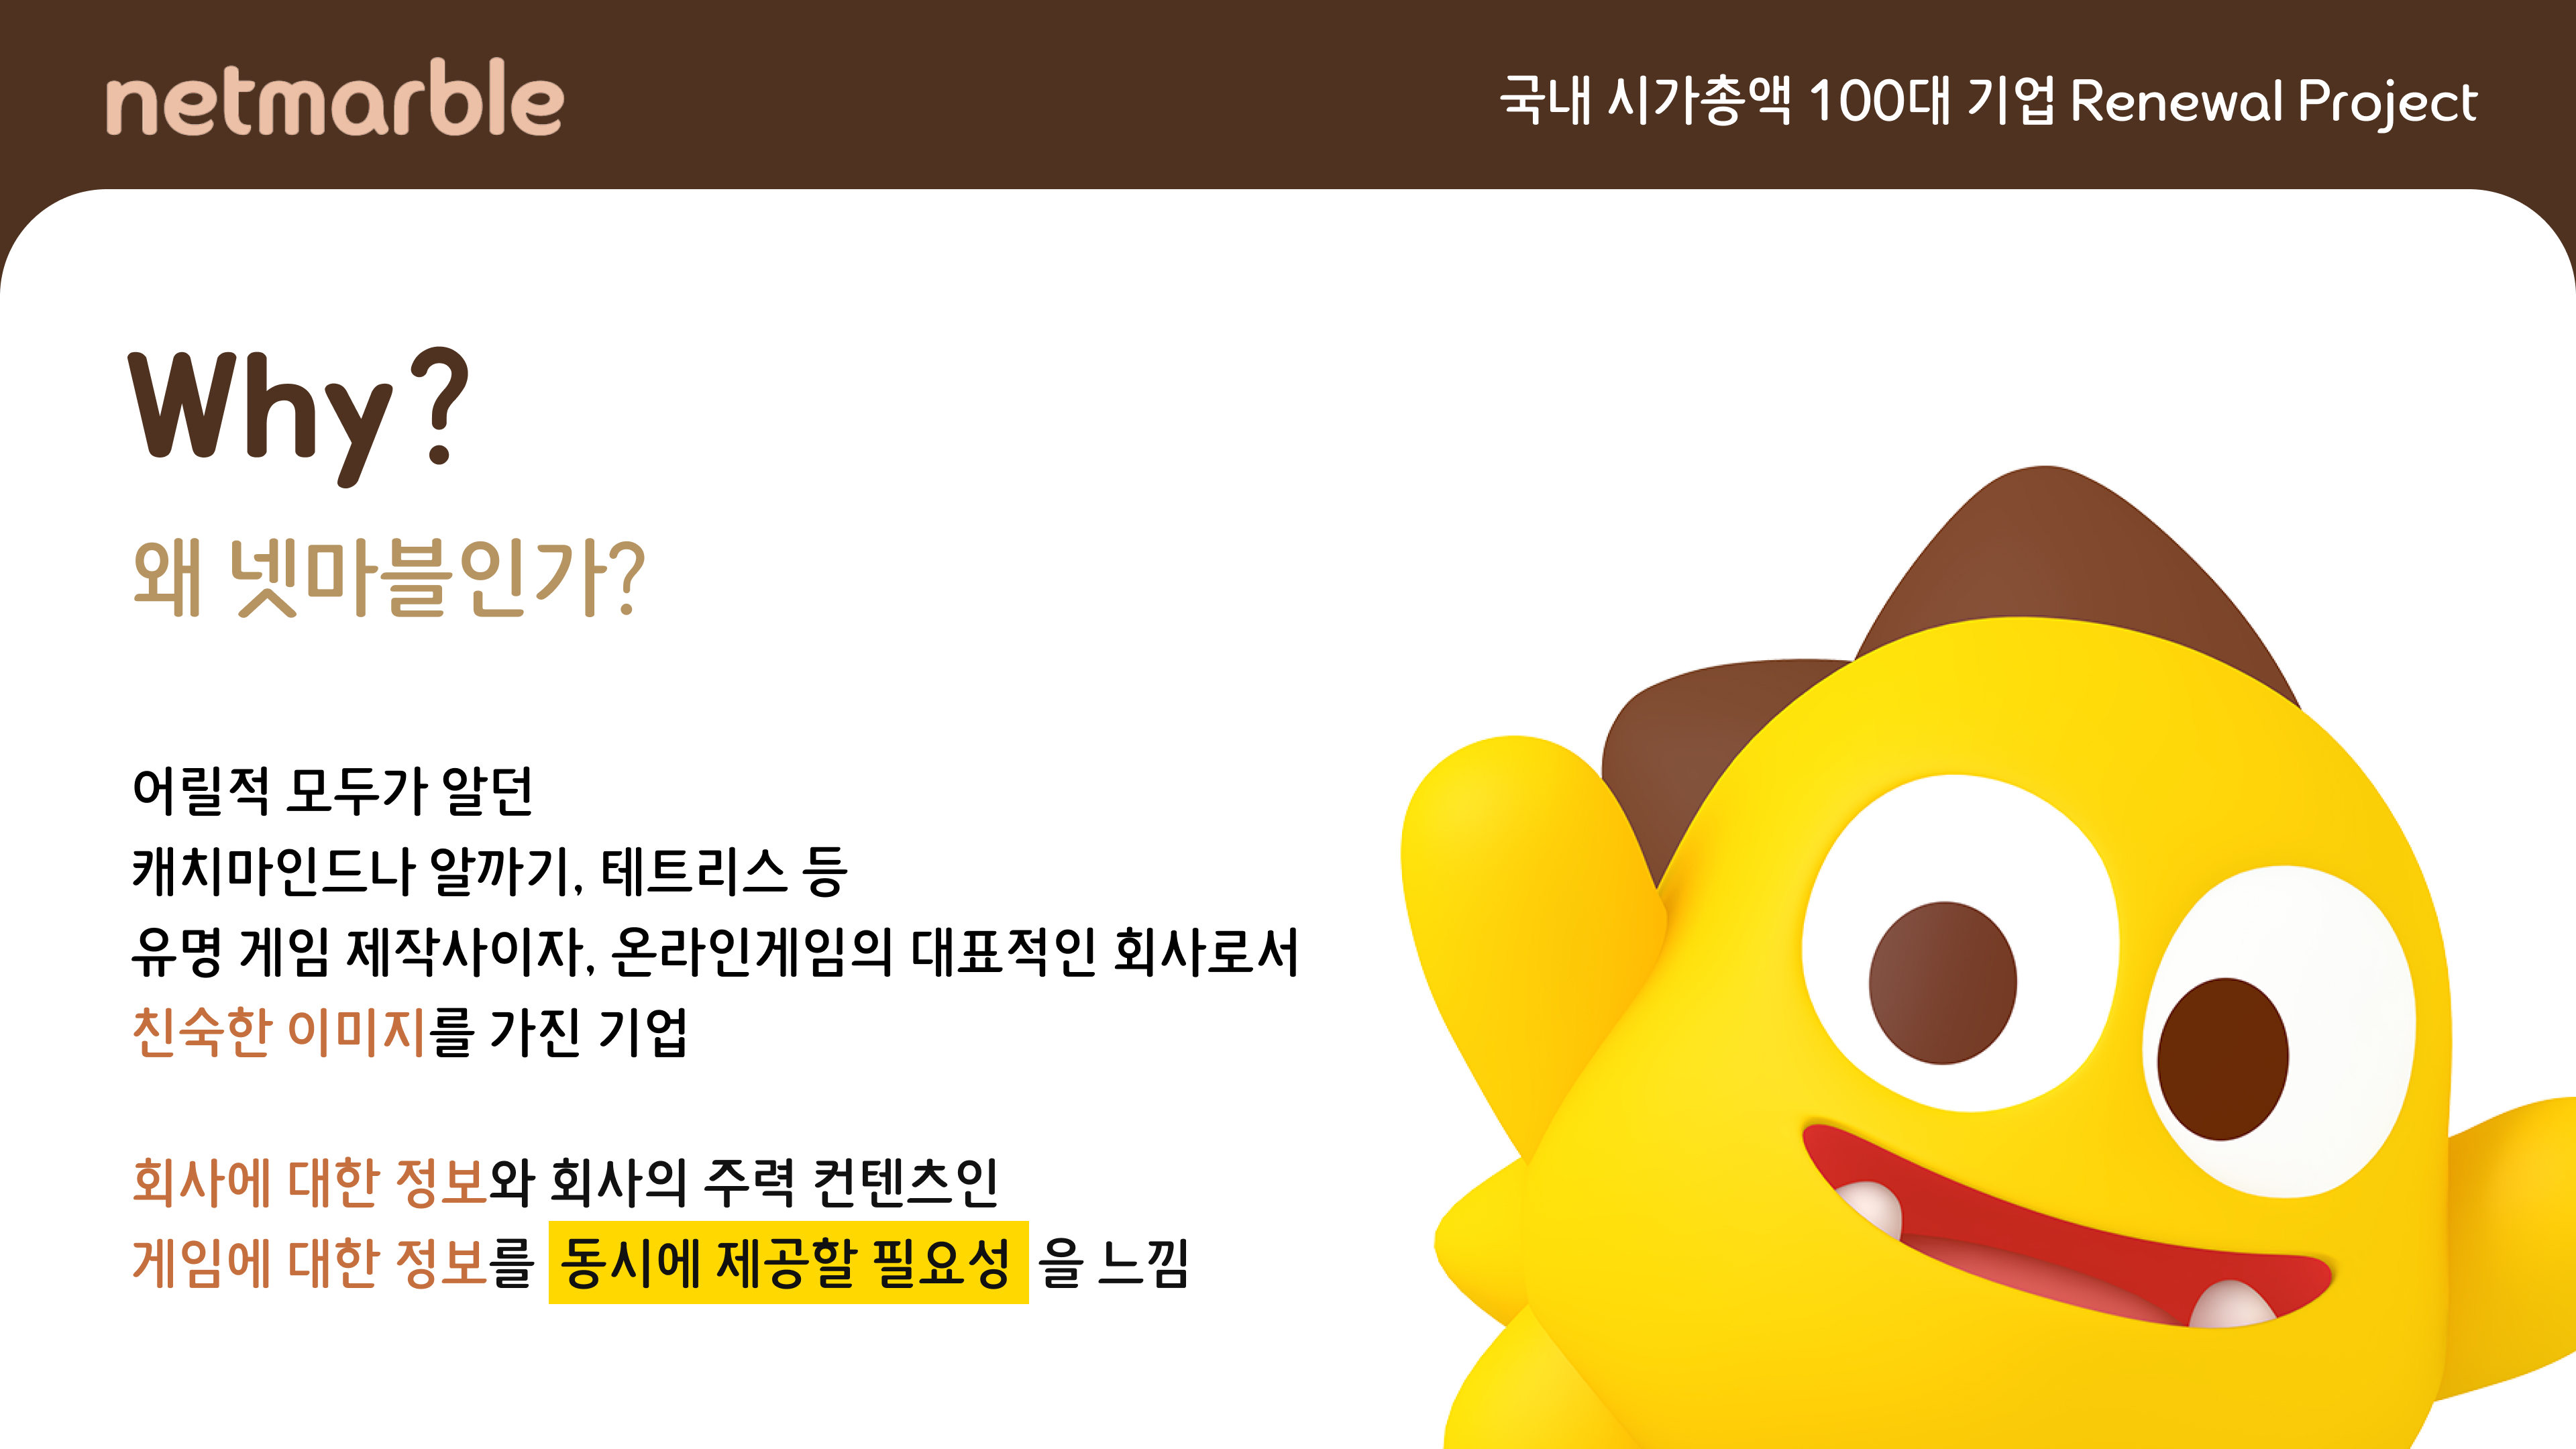 netmarble
국내 시가총액 100대 기업 Renewal Project
Why?
왜 넷마블인가?
어릴적 모두가 알던
캐치마인드나 알까기, 테트리스 등
유명 게임 제작사이자, 온라인게임의 대표적인 회사로서
친숙한 이미지를 가진 기업
회사에 대한 정보와 회사의 주력 컨텐츠인
게임에 대한 정보를 동시에 제공할 필요성 을 느낌